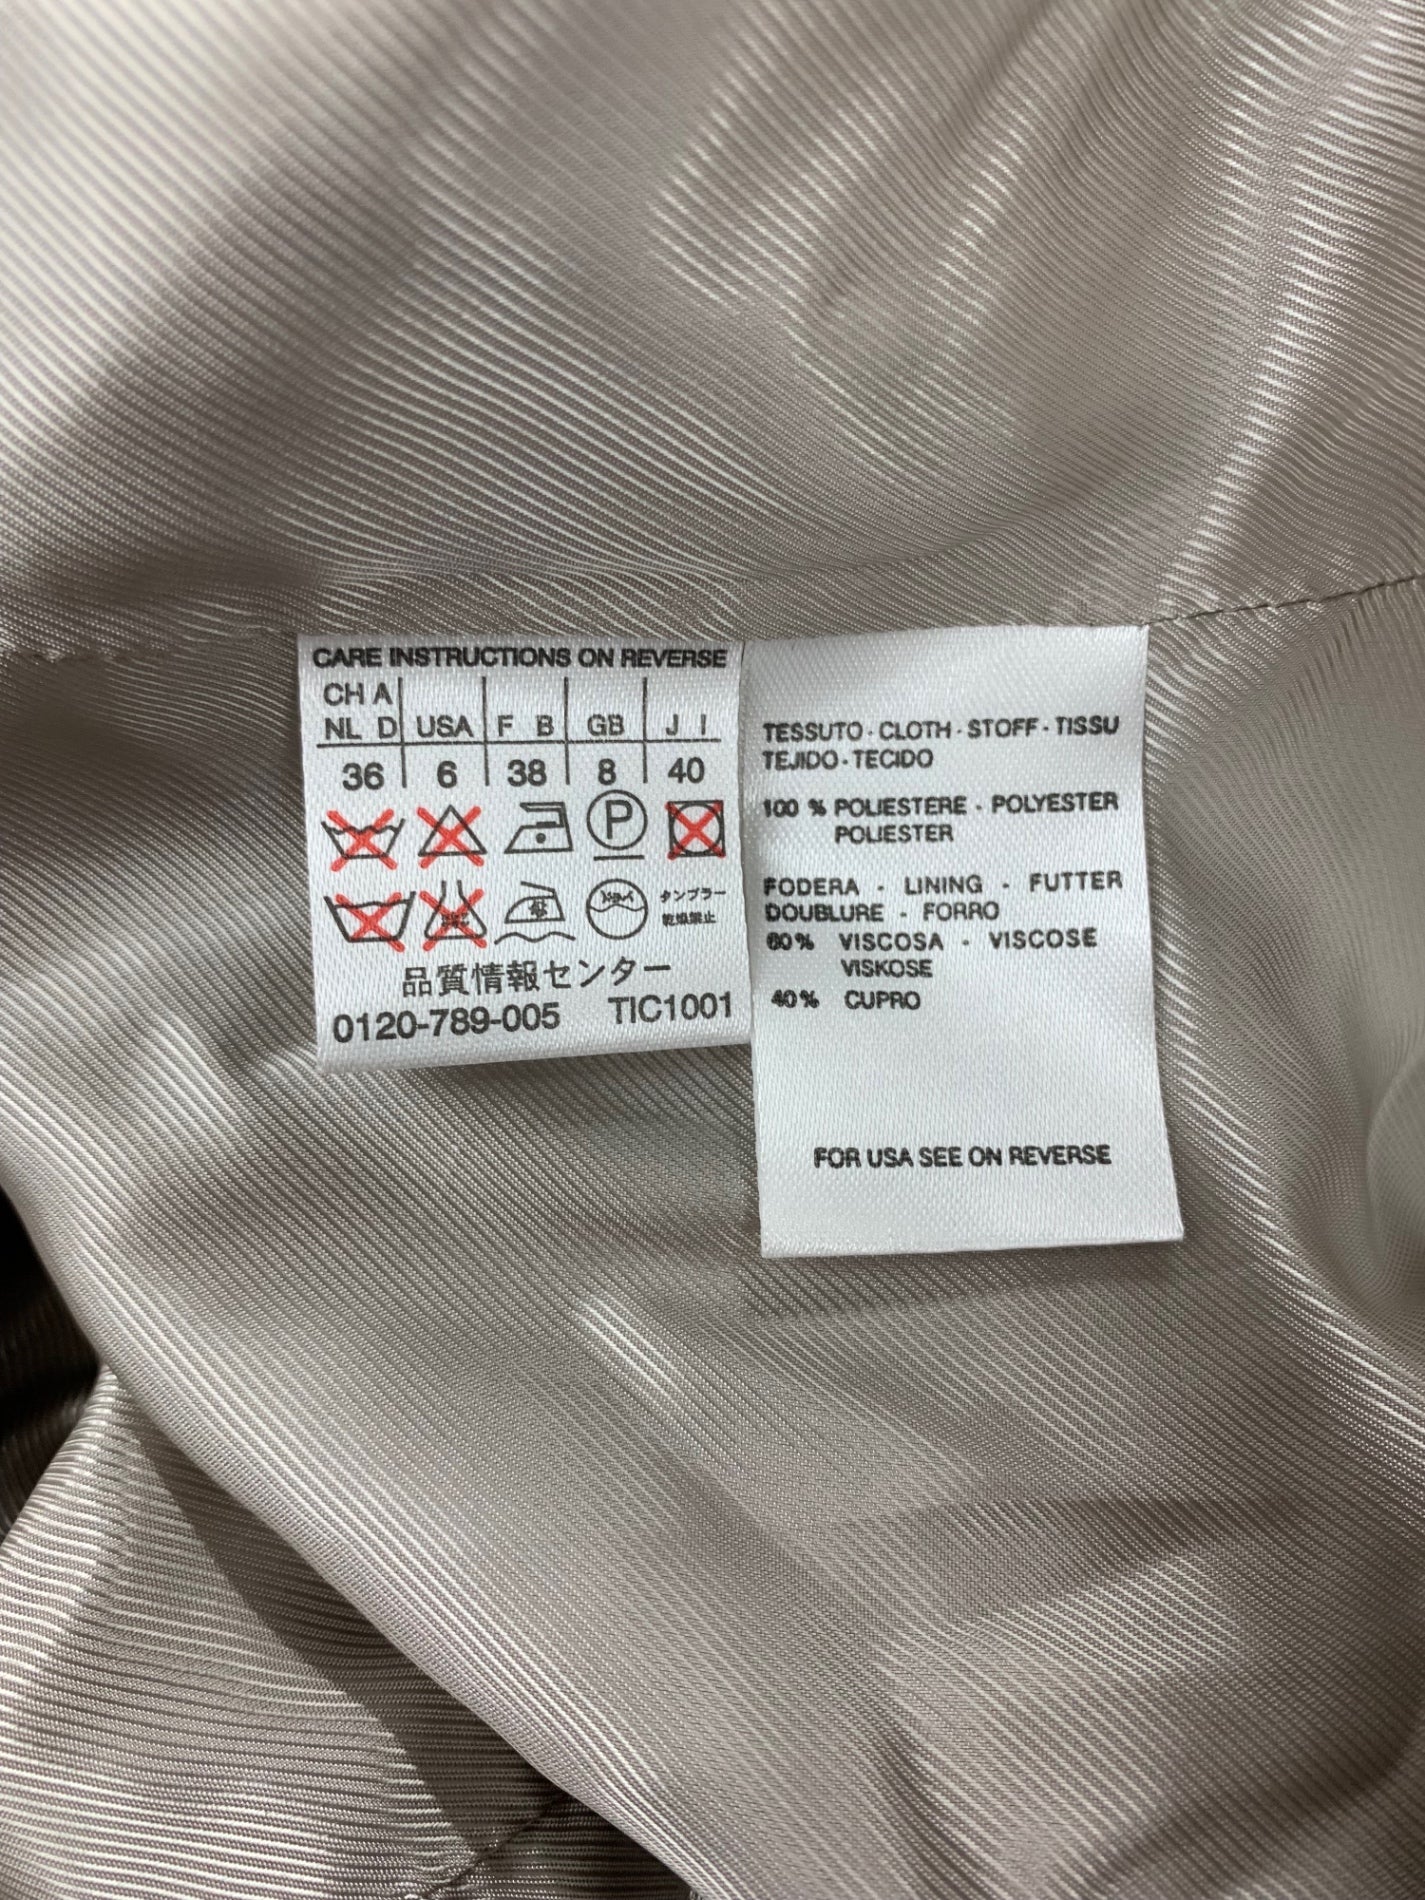 CARE INSTRUCTIONS ON REVERSE
CH A
NL D USA F B GB J I
36 6 38 8 40
P
タンブラー
乾燥禁止
品質情報センター
0120-789-005 TIC1001
TESSUTO - CLOTH - STOFF - TISSU
TEJIDO - TECIDO
100 % POLIESTERE - POLYESTER
POLIESTER
FODERA - LINING - FUTTER
DOUBLURE - FORRO
60% VISCOSA - VISCOSE
VISKOSE
40% CUPRO
FOR USA SEE ON REVERSE